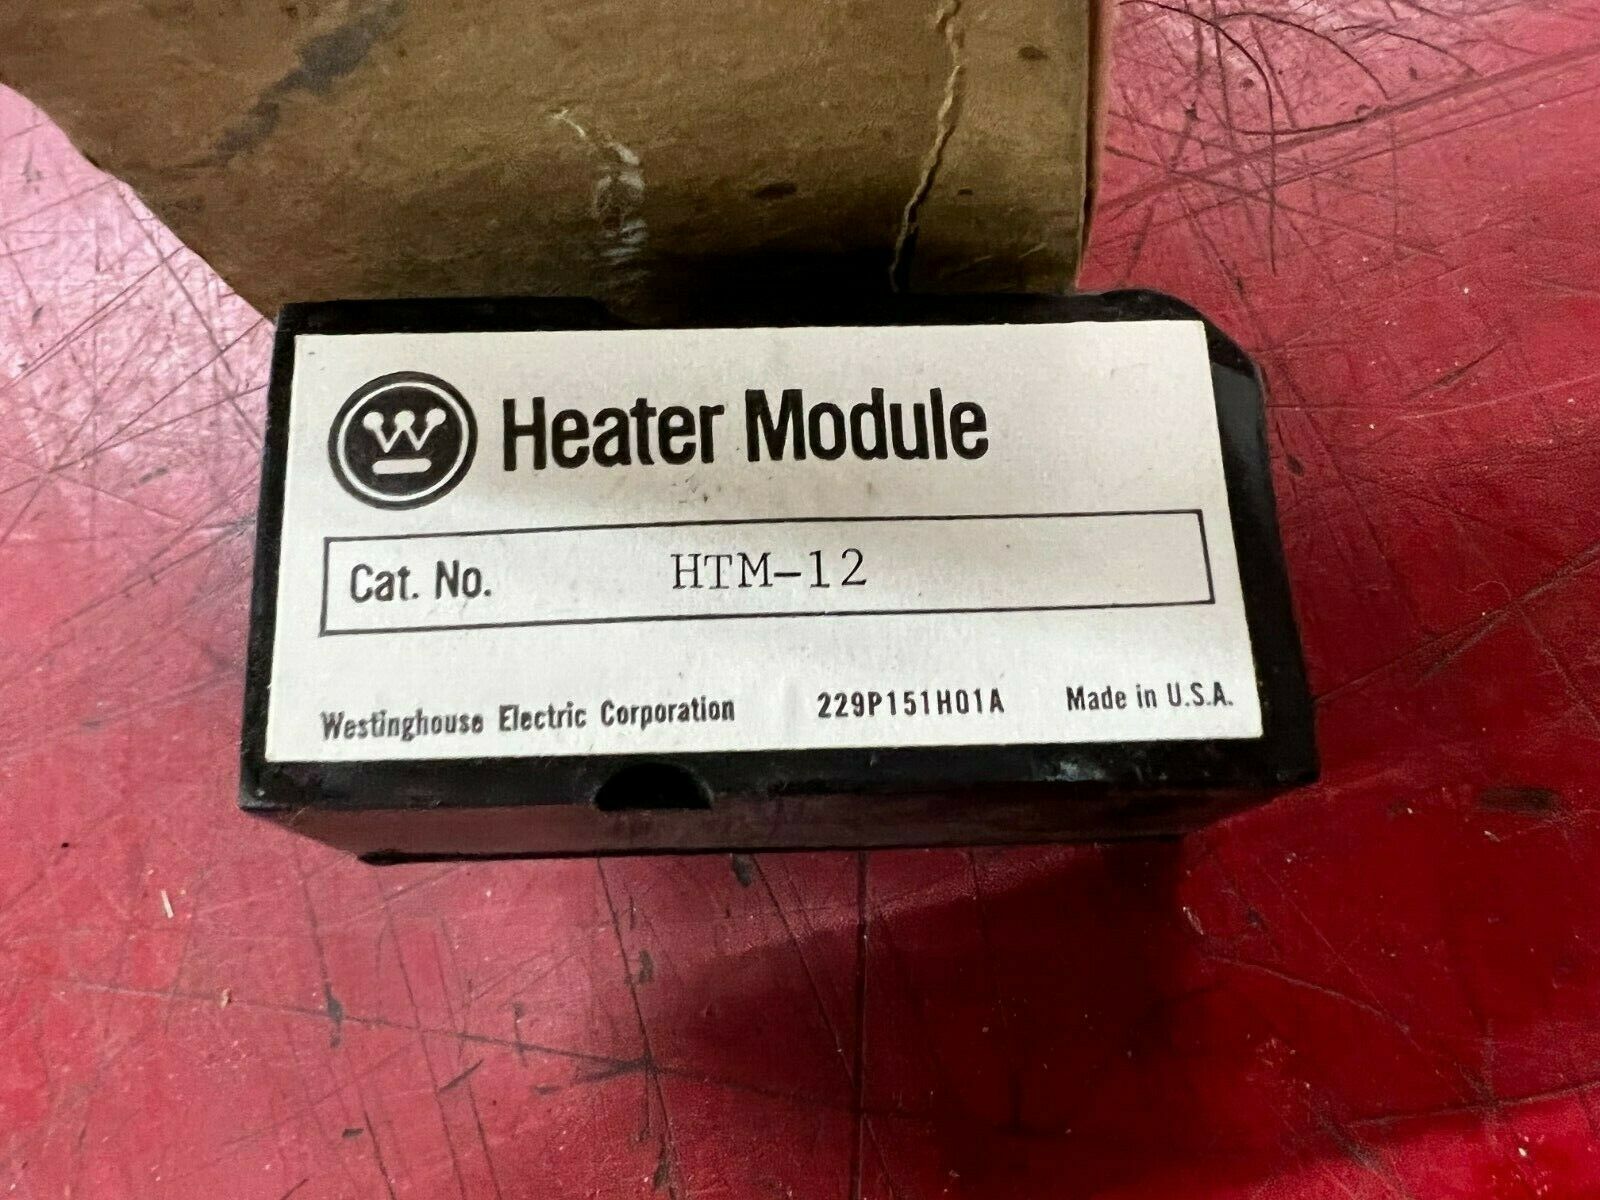 W Heater Module
Cat. No. HTM-12
Westinghouse Electric Corporation 229P151H01A Made in U.S.A.